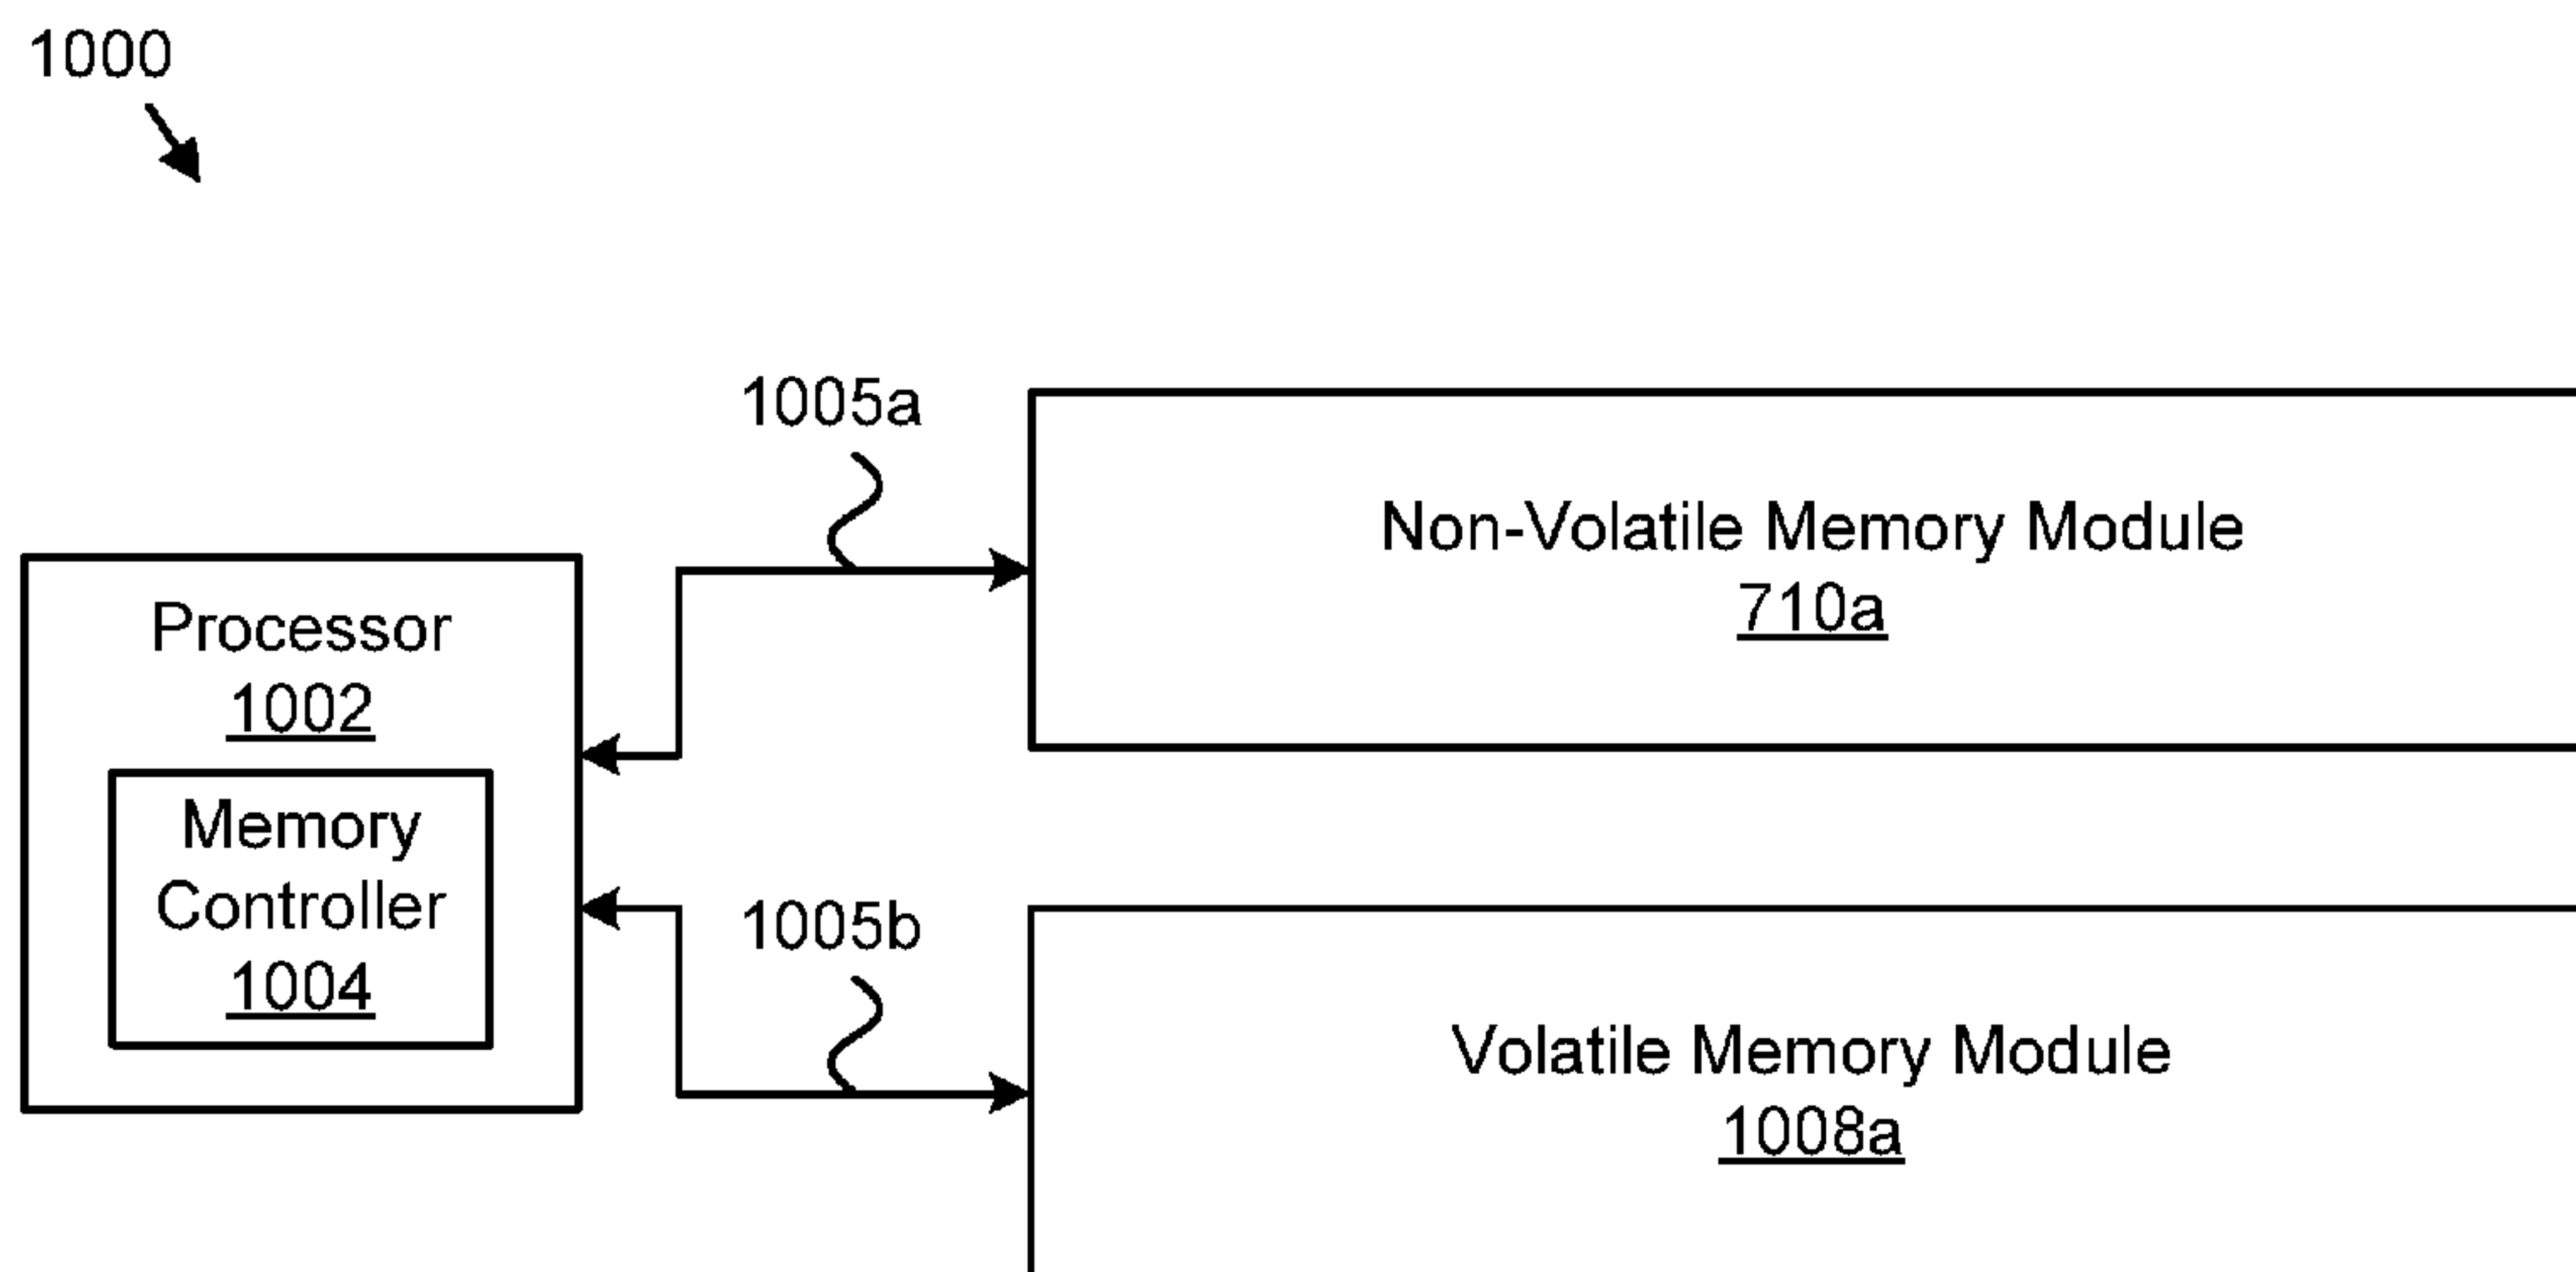 1000
1005a
Non-Volatile Memory Module
710a
Processor
1002
Memory
Controller
1004
1005b
Volatile Memory Module
1008a